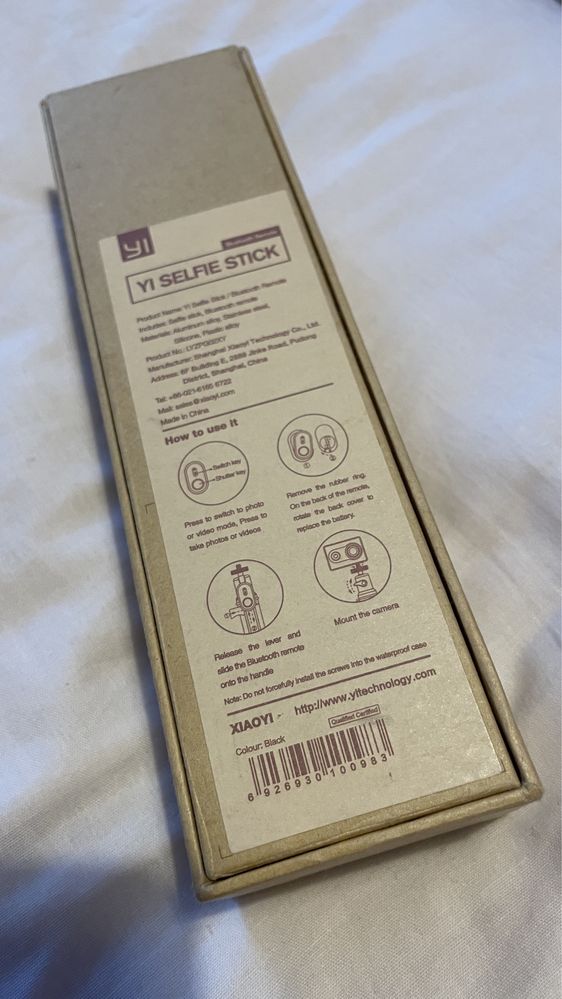 YI
Bluetooth Remote
YI SELFIE STICK
Product Name: Yi Selfie Stick / Bluetooth Remote
Includes: Selfie stick, Bluetooth remote
Materials: Aluminum alloy, Stainless steel,
Silicone, Plastic alloy
Product No.: LYZPG02XY
Manufacturer: Shanghai Xiaoyi Technology Co., Ltd.
Address: 6F Building E, 2889 Jinke Road, Pudong
District, Shanghai, China
Tel: +86-021-6165 6722
Mail: sales@xiaoyi.com
Made in China
How to use it
Switch key
Shutter key
Press to switch to photo
or video mode, Press to
take photos or videos
① ②
Remove the rubber ring.
On the back of the remote,
rotate the back cover to
replace the battery.
Release the lever and
slide the Bluetooth remote
onto the handle
Mount the camera
Note: Do not forcefully install the screws into the waterproof case
XIAOYI - http://www.yitechnology.com
Colour: Black
Qualified Certified
6 926930 100983